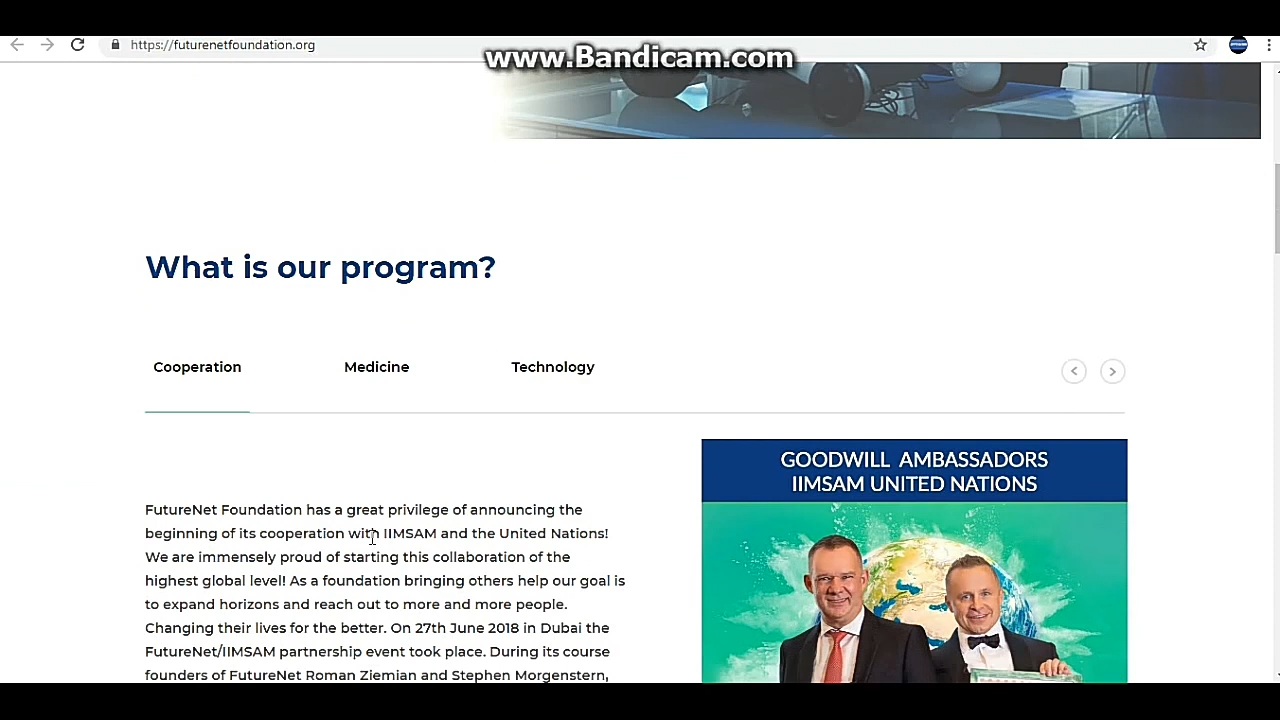 https://futurenetfoundation.org
www.Bandicam.com
What is our program?
Cooperation
Medicine
Technology
GOODWILL AMBASSADORS
IIMSAM UNITED NATIONS
FutureNet Foundation has a great privilege of announcing the
beginning of its cooperation with IIMSAM and the United Nations!
We are immensely proud of starting this collaboration of the
highest global level! As a foundation bringing others help our goal is
to expand horizons and reach out to more and more people.
Changing their lives for the better. On 27th June 2018 in Dubai the
FutureNet/IIMSAM partnership event took place. During its course
founders of FutureNet Roman Ziemian and Stephen Morgenstern,